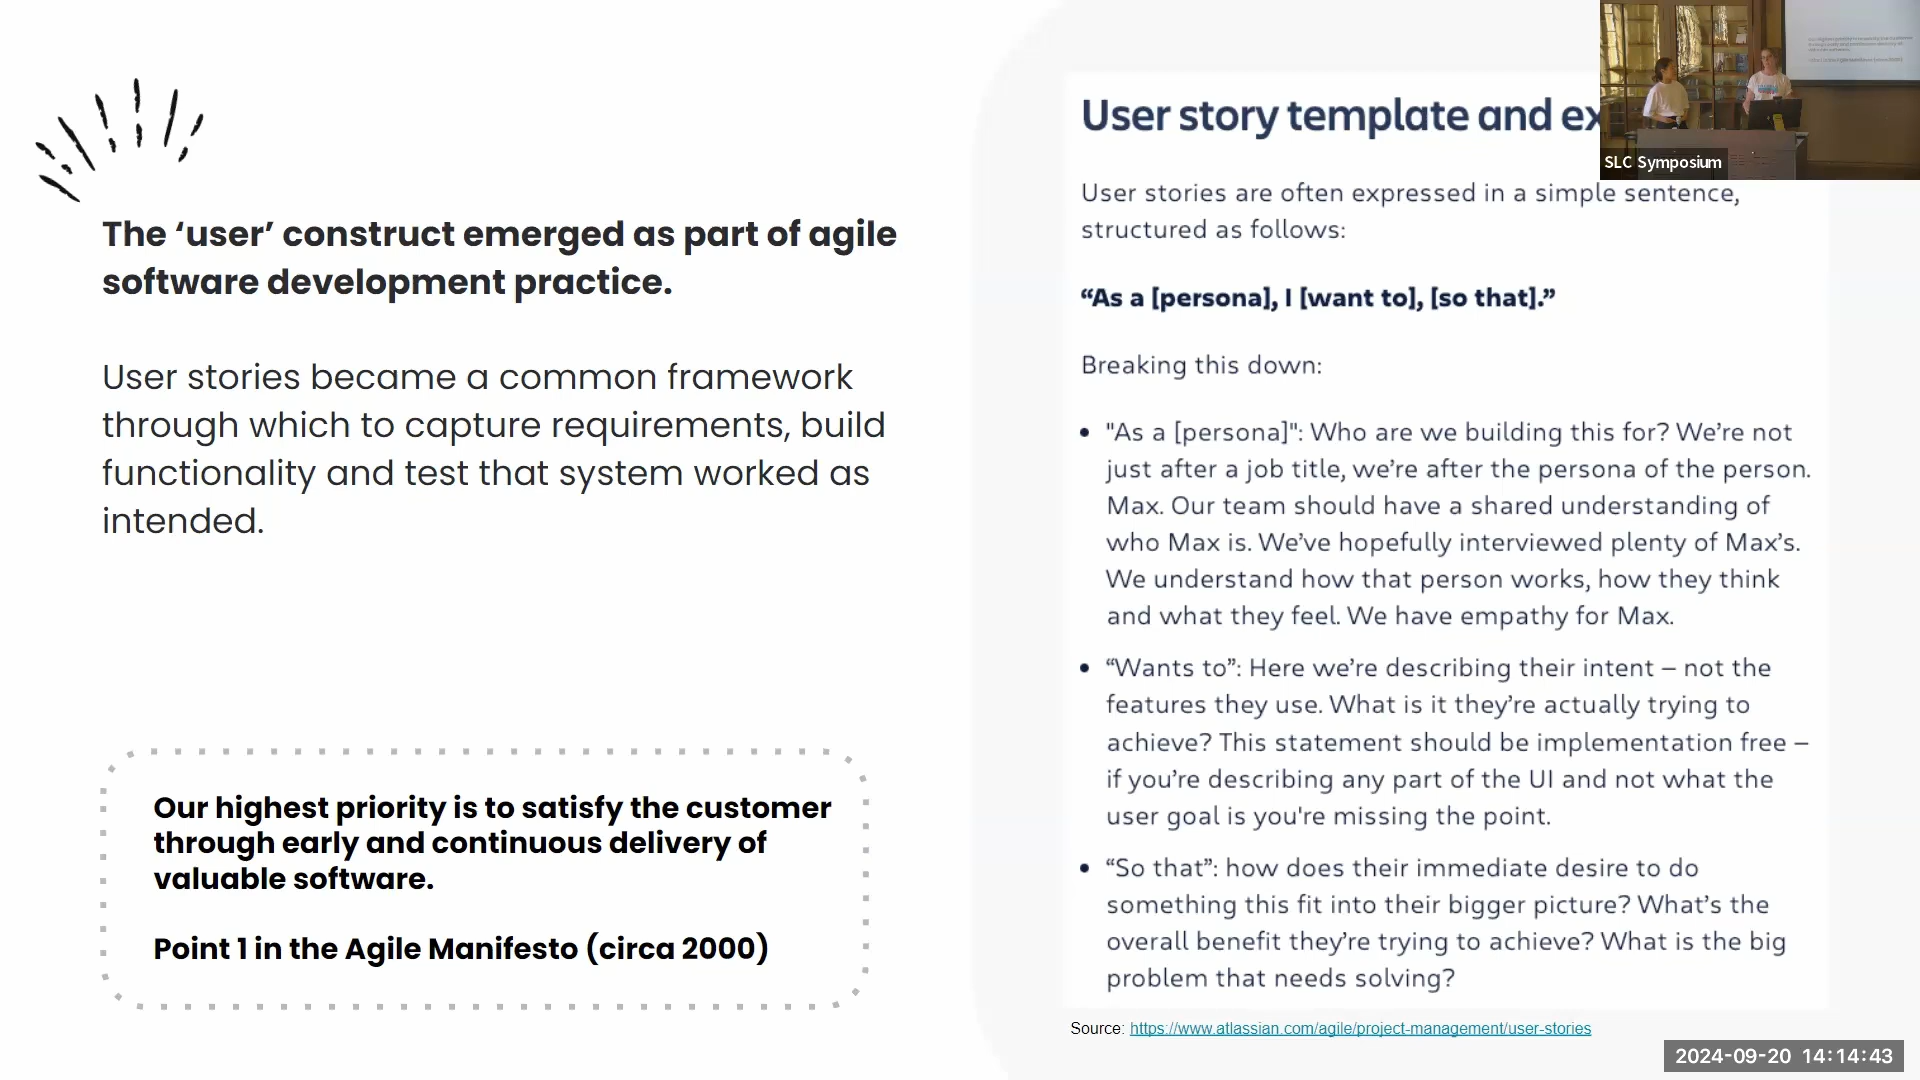 The ‘user’ construct emerged as part of agile
software development practice.
User stories became a common framework
through which to capture requirements, build
functionality and test that system worked as
intended.
Our highest priority is to satisfy the customer
through early and continuous delivery of
valuable software.
Point 1 in the Agile Manifesto (circa 2000)
User story template and ex
User stories are often expressed in a simple sentence,
structured as follows:
“As a [persona], I [want to], [so that].”
Breaking this down:
"As a [persona]": Who are we building this for? We’re not
just after a job title, we’re after the persona of the person.
Max. Our team should have a shared understanding of
who Max is. We’ve hopefully interviewed plenty of Max’s.
We understand how that person works, how they think
and what they feel. We have empathy for Max.
“Wants to”: Here we’re describing their intent – not the
features they use. What is it they’re actually trying to
achieve? This statement should be implementation free –
if you’re describing any part of the UI and not what the
user goal is you're missing the point.
“So that”: how does their immediate desire to do
something this fit into their bigger picture? What’s the
overall benefit they’re trying to achieve? What is the big
problem that needs solving?
Source: https://www.atlassian.com/agile/project-management/user-stories
SLC Symposium
2024-09-20 14:14:43